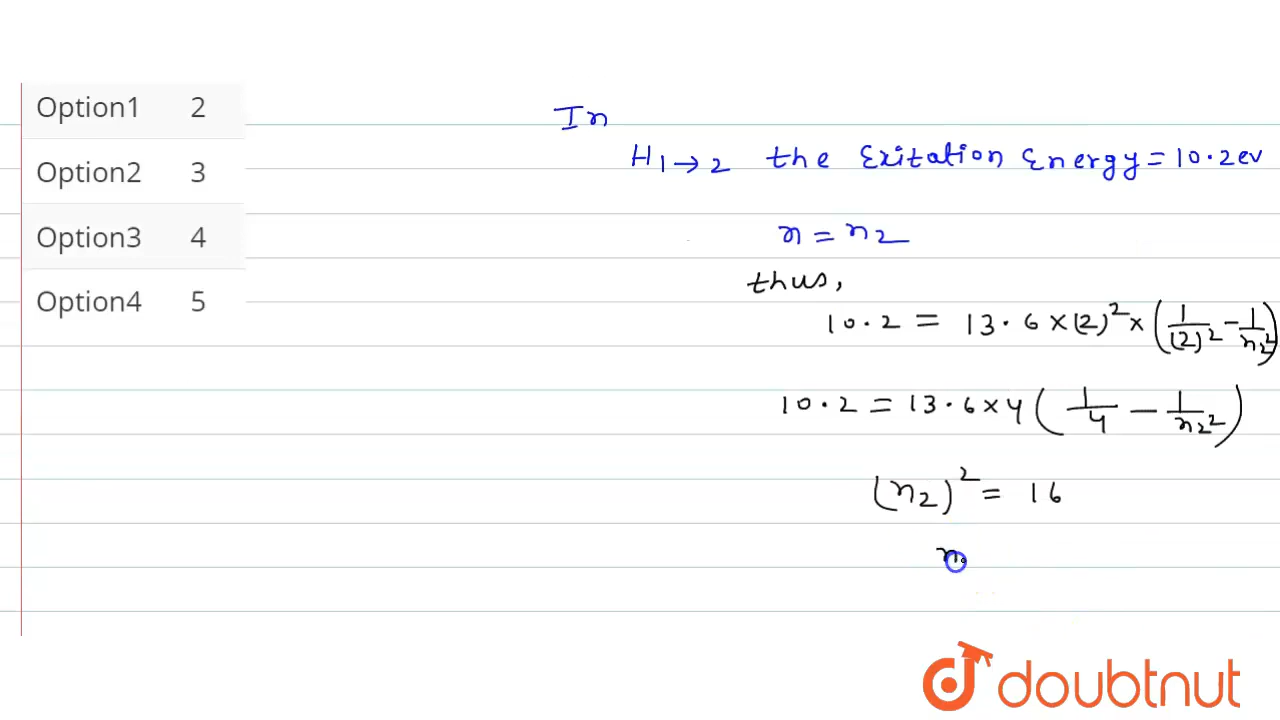 Option1 2
Option2 3
Option3 4
Option4 5
In
H₁→₂ the Exitation Energy = 10.2ev
n = n₂
thus,
10.2 = 13.6 × (2)² × (1/(2)² - 1/n₂²)
10.2 = 13.6 × 4 (1/4 - 1/n₂²)
(n₂)² = 16
n
doubtnut